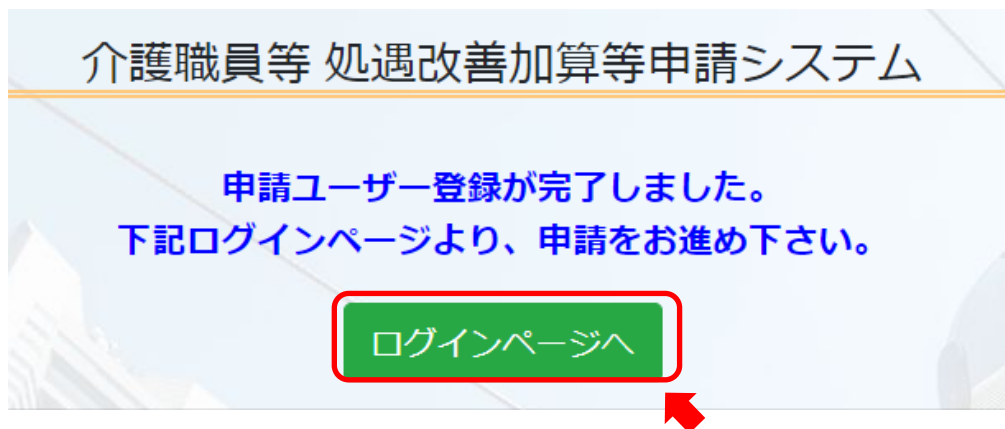 介護職員等 処遇改善加算等申請システム
申請ユーザー登録が完了しました。
下記ログインページより、申請をお進め下さい。
ログインページへ